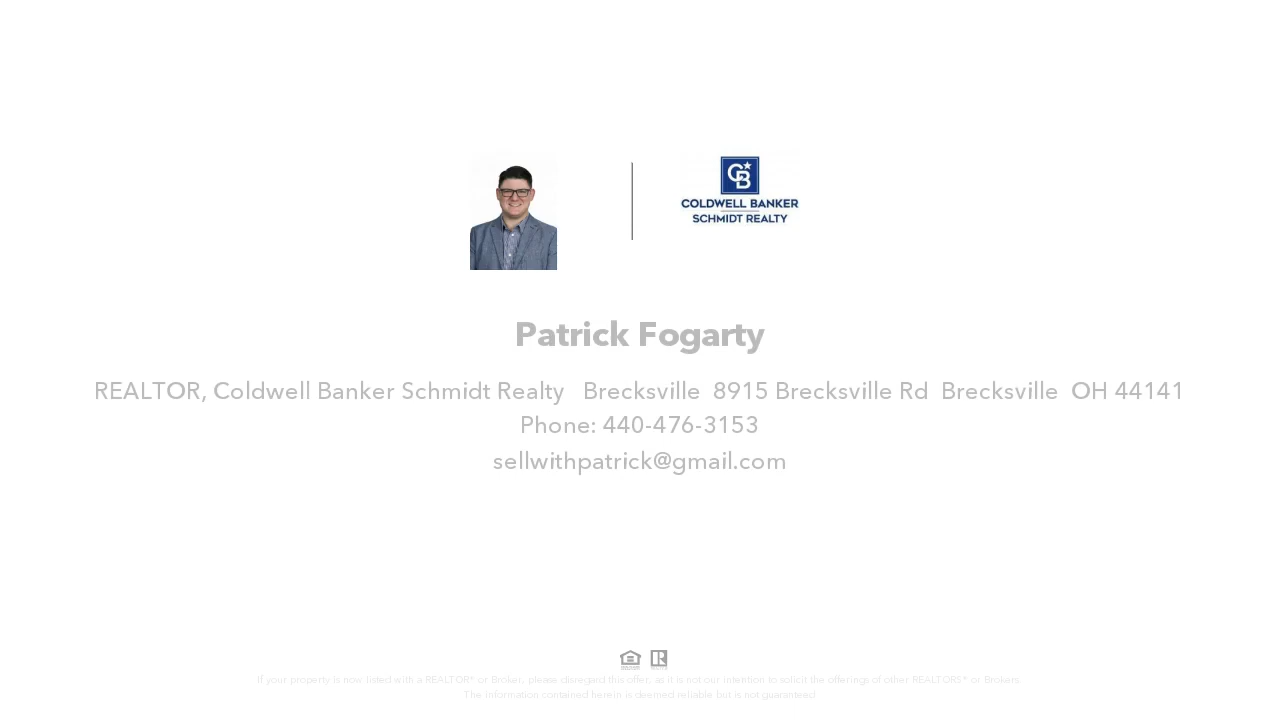 CB
COLDWELL BANKER
SCHMIDT REALTY
Patrick Fogarty
REALTOR, Coldwell Banker Schmidt Realty Brecksville 8915 Brecksville Rd Brecksville OH 44141
Phone: 440-476-3153
sellwithpatrick@gmail.com
If your property is now listed with a REALTOR® or Broker, please disregard this offer, as it is not our intention to solicit the offerings of other REALTORS® or Brokers.
The information contained herein is deemed reliable but is not guaranteed